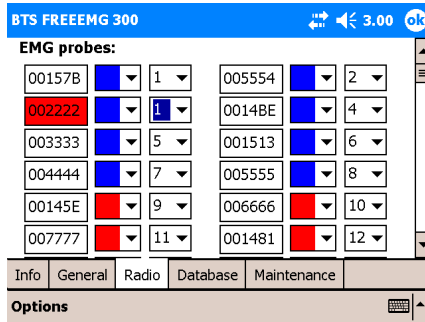 BTS FREEEMG 300 3.00 ok
EMG probes:
00157B 1 005554 2
002222 1 0014BE 4
003333 5 001513 6
004444 7 005555 8
00145E 9 006666 10
007777 11 001481 12
Info General Radio Database Maintenance
Options